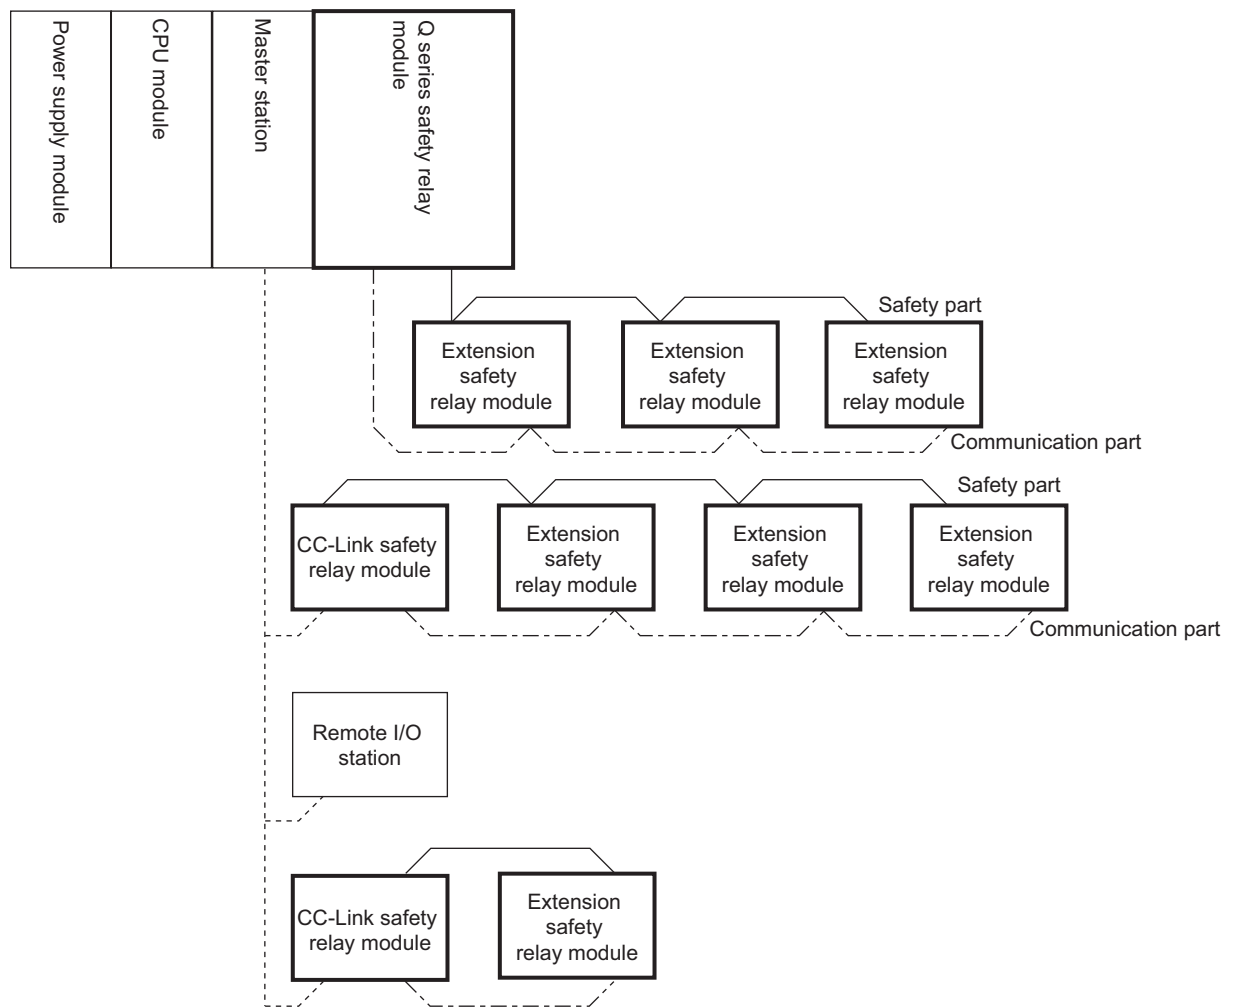 Power supply module
CPU module
Master station
Q series safety relay
module
Safety part
Extension
safety
relay module
Extension
safety
relay module
Extension
safety
relay module
Communication part
Safety part
CC-Link safety
relay module
Extension
safety
relay module
Extension
safety
relay module
Extension
safety
relay module
Communication part
Remote I/O
station
CC-Link safety
relay module
Extension
safety
relay module